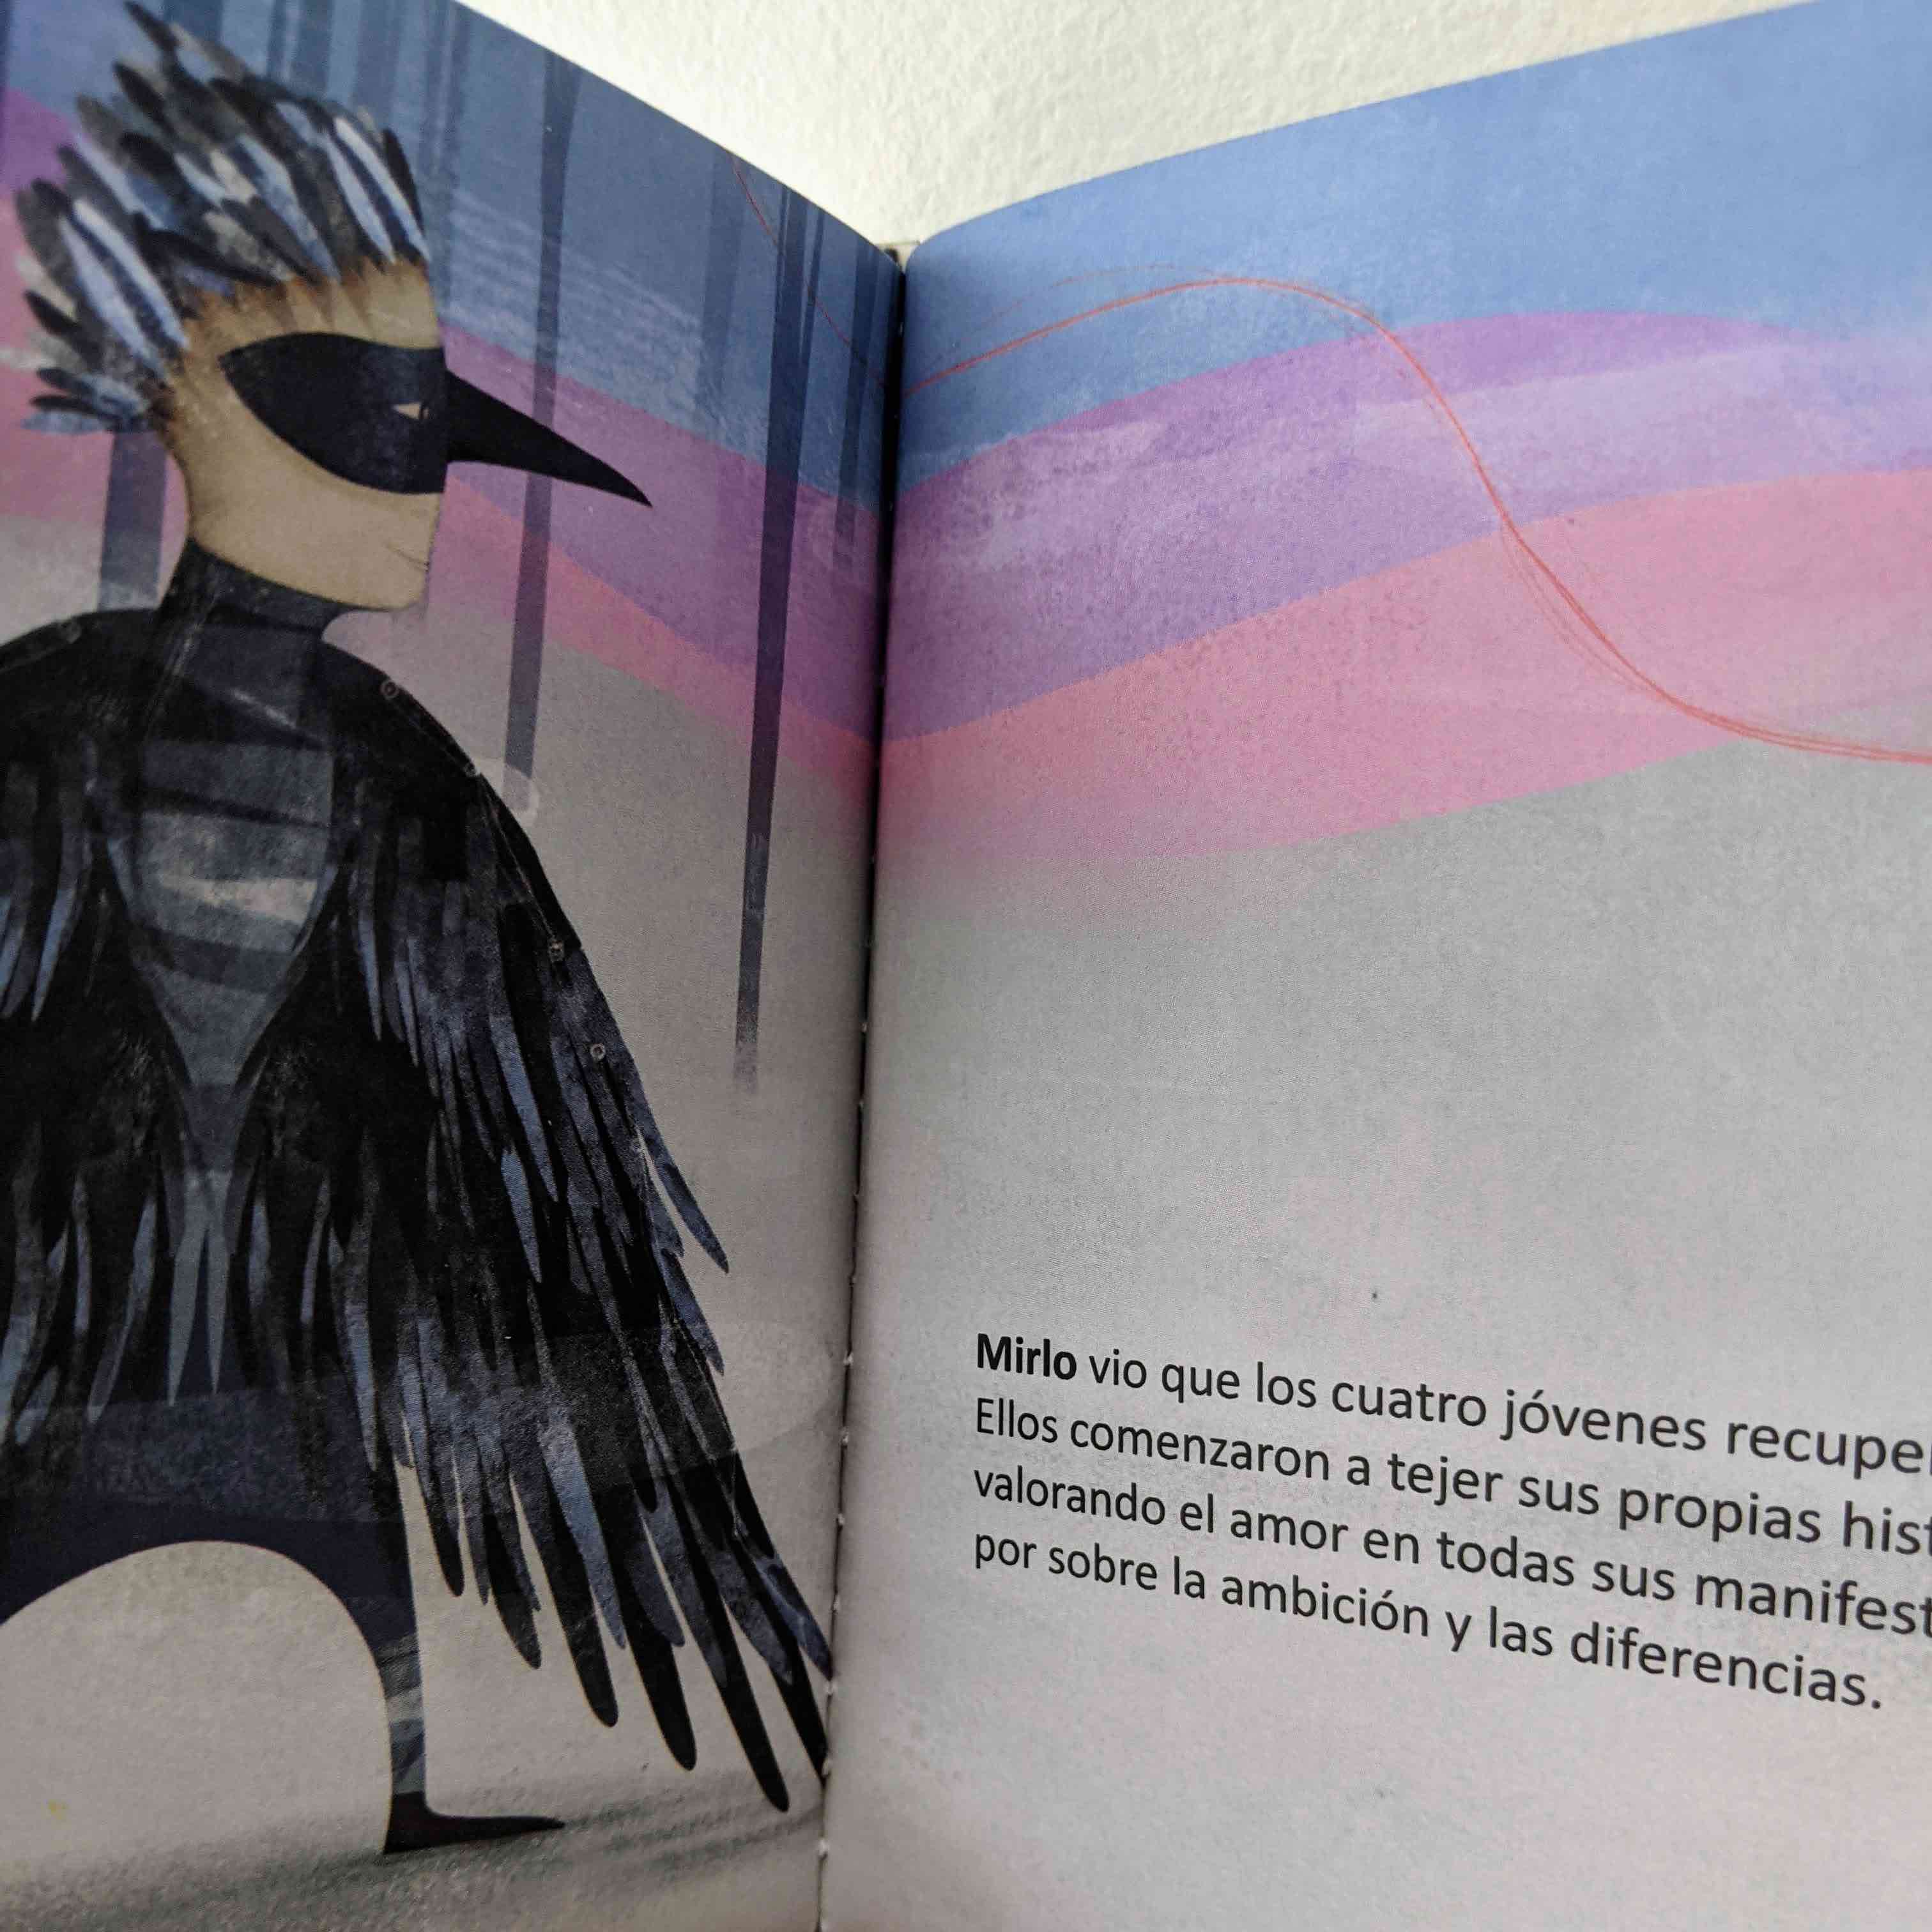 Mirlo vio que los cuatro jóvenes
Ellos comenzaron a tejer sus propias
valorando el amor en todas sus
por sobre la ambición y las diferencias.